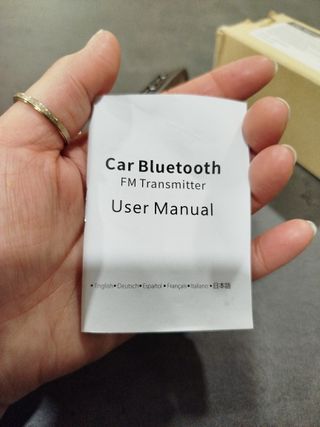 Car Bluetooth
FM Transmitter
User Manual
•English•Deutsch•Español •Français•Italiano •日本語